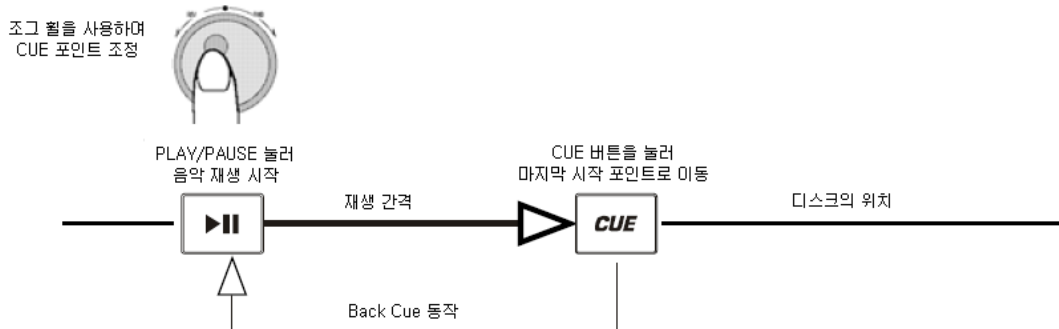 조그 휠을 사용하며
CUE 포인트 조정
PLAY/PAUSE 눌러
음악 재생 시작
CUE 버튼을 눌러
마지막 시작 포인트로 이동
재생 간격
디스크의 위치
CUE
Back Cue 동작